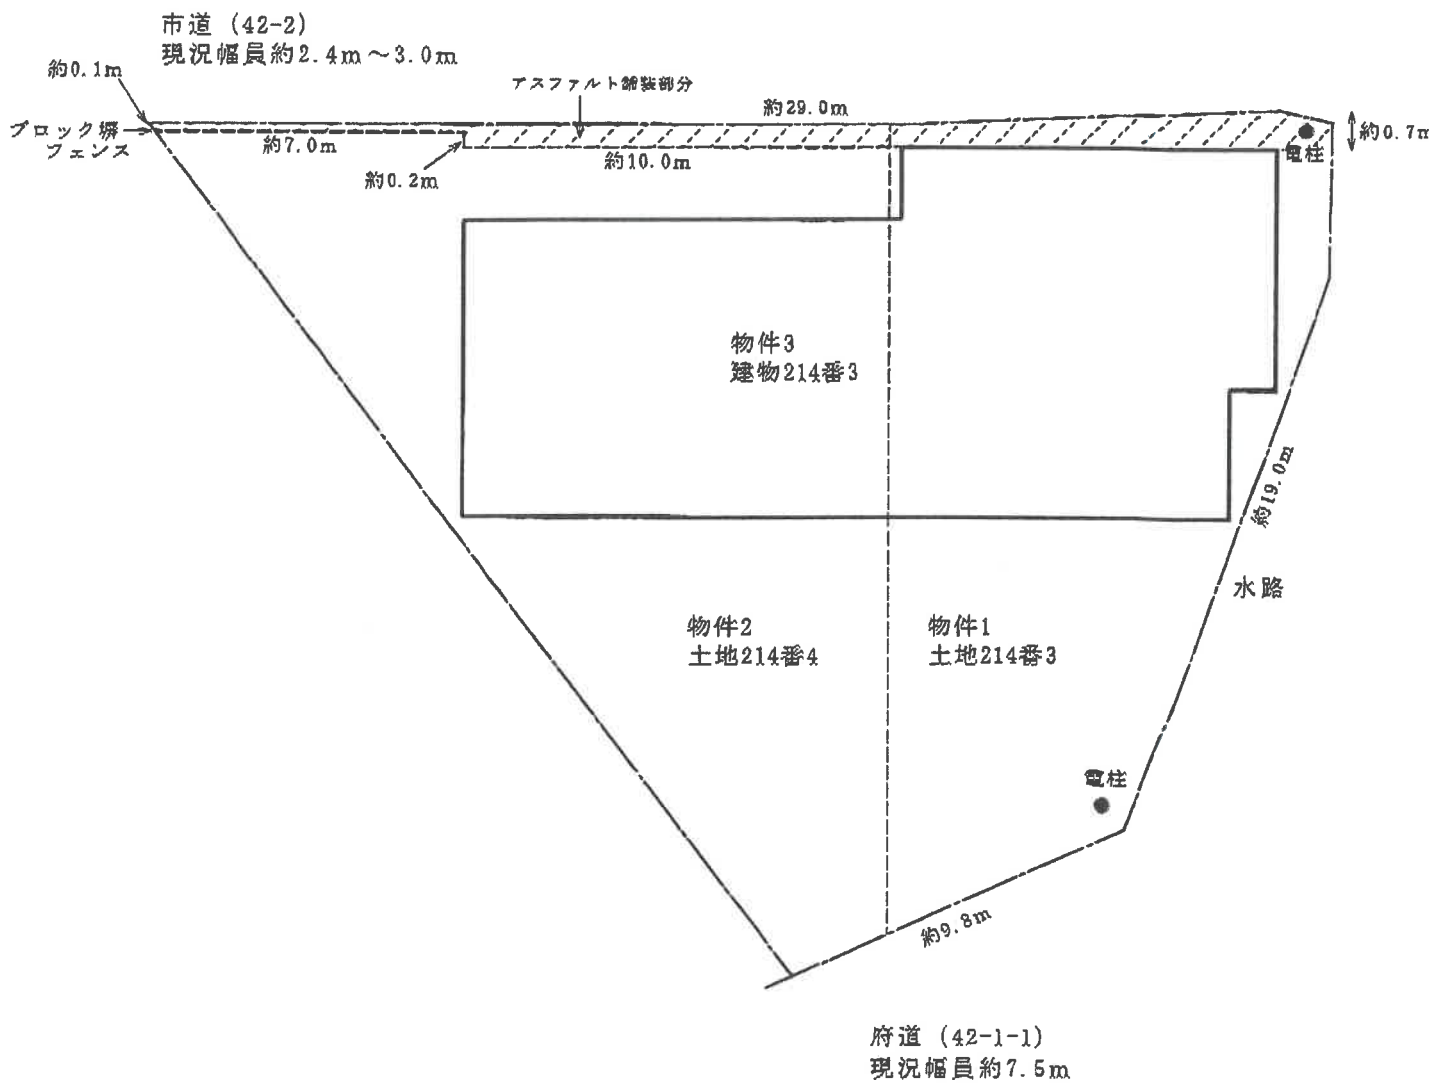 市道 (42-2)
現況幅員約2.4m～3.0m
約0.1m
アスファルト舗装部分
約29.0m
ブロック塀
フェンス
約7.0m
約0.2m
約10.0m
約0.7m
電柱
物件3
建物214番3
約19.0m
水路
物件2
土地214番4
物件1
土地214番3
電柱
約9.8m
府道 (42-1-1)
現況幅員約7.5m